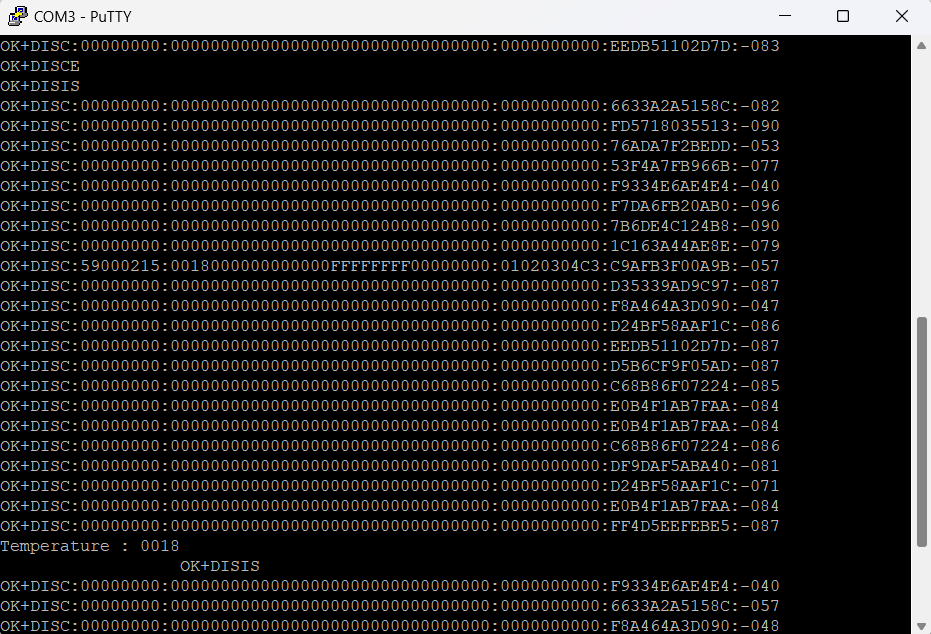 COM3 - PuTTY
OK+DISC:00000000:00000000000000000000000000000000:0000000000:EEDB51102D7D:-083
OK+DISCE
OK+DISIS
OK+DISC:00000000:00000000000000000000000000000000:0000000000:6633A2A5158C:-082
OK+DISC:00000000:00000000000000000000000000000000:0000000000:FD5718035513:-090
OK+DISC:00000000:00000000000000000000000000000000:0000000000:76ADA7F2BEDD:-053
OK+DISC:00000000:00000000000000000000000000000000:0000000000:53F4A7FB966B:-077
OK+DISC:00000000:00000000000000000000000000000000:0000000000:F9334E6AE4E4:-040
OK+DISC:00000000:00000000000000000000000000000000:0000000000:F7DA6FB20AB0:-096
OK+DISC:00000000:00000000000000000000000000000000:0000000000:7B6DE4C124B8:-090
OK+DISC:00000000:00000000000000000000000000000000:0000000000:1C163A44AE8E:-079
OK+DISC:59000215:0018000000000000FFFFFFFF00000000:01020304C3:C9AFB3F00A9B:-057
OK+DISC:00000000:00000000000000000000000000000000:0000000000:D35339AD9C97:-087
OK+DISC:00000000:00000000000000000000000000000000:0000000000:F8A464A3D090:-047
OK+DISC:00000000:00000000000000000000000000000000:0000000000:D24BF58AAF1C:-086
OK+DISC:00000000:00000000000000000000000000000000:0000000000:EEDB51102D7D:-087
OK+DISC:00000000:00000000000000000000000000000000:0000000000:D5B6CF9F05AD:-087
OK+DISC:00000000:00000000000000000000000000000000:0000000000:C68B86F07224:-085
OK+DISC:00000000:00000000000000000000000000000000:0000000000:E0B4F1AB7FAA:-084
OK+DISC:00000000:00000000000000000000000000000000:0000000000:E0B4F1AB7FAA:-084
OK+DISC:00000000:00000000000000000000000000000000:0000000000:C68B86F07224:-086
OK+DISC:00000000:00000000000000000000000000000000:0000000000:DF9DAF5ABA40:-081
OK+DISC:00000000:00000000000000000000000000000000:0000000000:D24BF58AAF1C:-071
OK+DISC:00000000:00000000000000000000000000000000:0000000000:E0B4F1AB7FAA:-084
OK+DISC:00000000:00000000000000000000000000000000:0000000000:FF4D5EEFEBE5:-087
Temperature : 0018
OK+DISIS
OK+DISC:00000000:00000000000000000000000000000000:0000000000:F9334E6AE4E4:-040
OK+DISC:00000000:00000000000000000000000000000000:0000000000:6633A2A5158C:-057
OK+DISC:00000000:00000000000000000000000000000000:0000000000:F8A464A3D090:-048